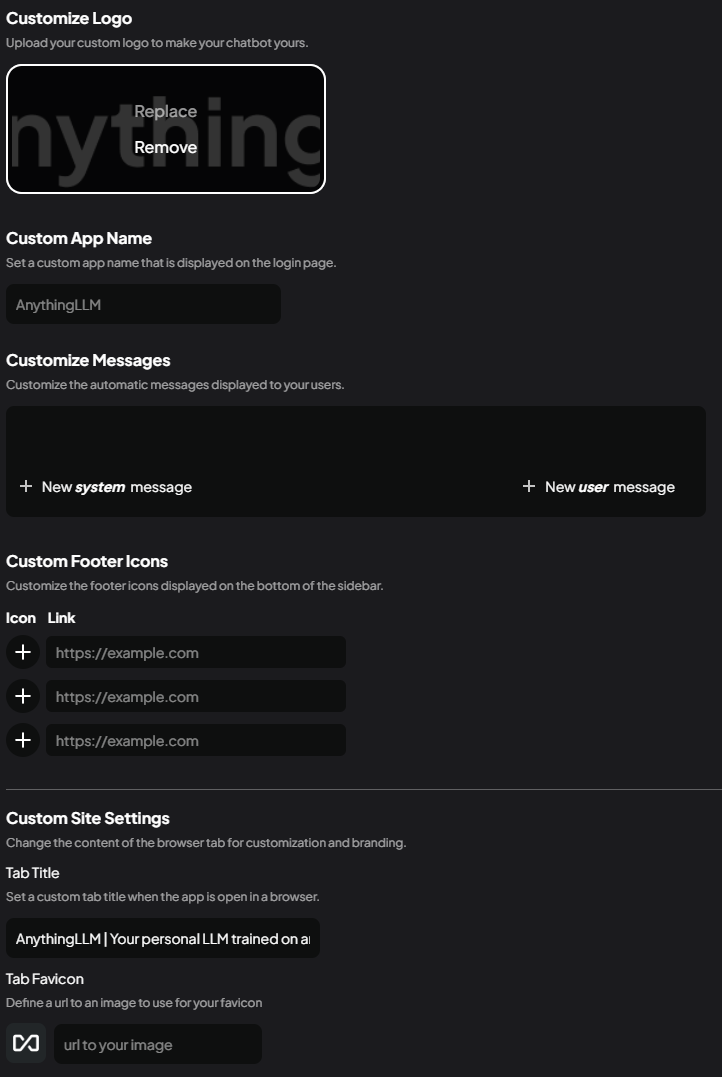 Customize Logo
Upload your custom logo to make your chatbot yours.
nything
Replace
Remove
Custom App Name
Set a custom app name that is displayed on the login page.
AnythingLLM
Customize Messages
Customize the automatic messages displayed to your users.
New system message New user message
Custom Footer Icons
Customize the footer icons displayed on the bottom of the sidebar.
Icon Link
https://example.com
https://example.com
https://example.com
Custom Site Settings
Change the content of the browser tab for customization and branding.
Tab Title
Set a custom tab title when the app is open in a browser.
AnythingLLM | Your personal LLM trained on a
Tab Favicon
Define a url to an image to use for your favicon
url to your image